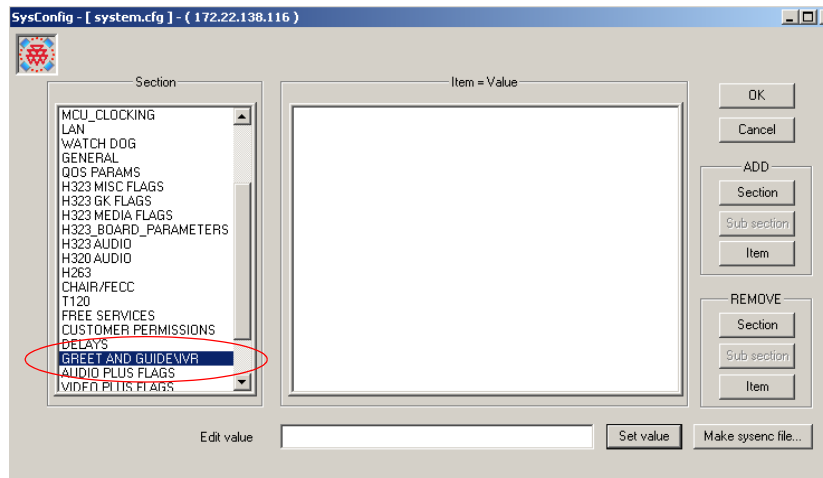 SysConfig - [ system.cfg ] - ( 172.22.138.116 )
Section
MCU_CLOCKING
LAN
WATCH DOG
GENERAL
QOS PARAMS
H323 MISC FLAGS
H323 GK FLAGS
H323 MEDIA FLAGS
H323_BOARD_PARAMETERS
H323 AUDIO
H320 AUDIO
H263
CHAIR/FECC
T120
FREE SERVICES
CUSTOMER PERMISSIONS
DELAYS
GREET AND GUIDE\IVR
AUDIO PLUS FLAGS
VIDEO PLUS FLAGS
Item = Value
OK
Cancel
ADD
Section
Sub section
Item
REMOVE
Section
Sub section
Item
Edit value
Set value
Make sysenc file...